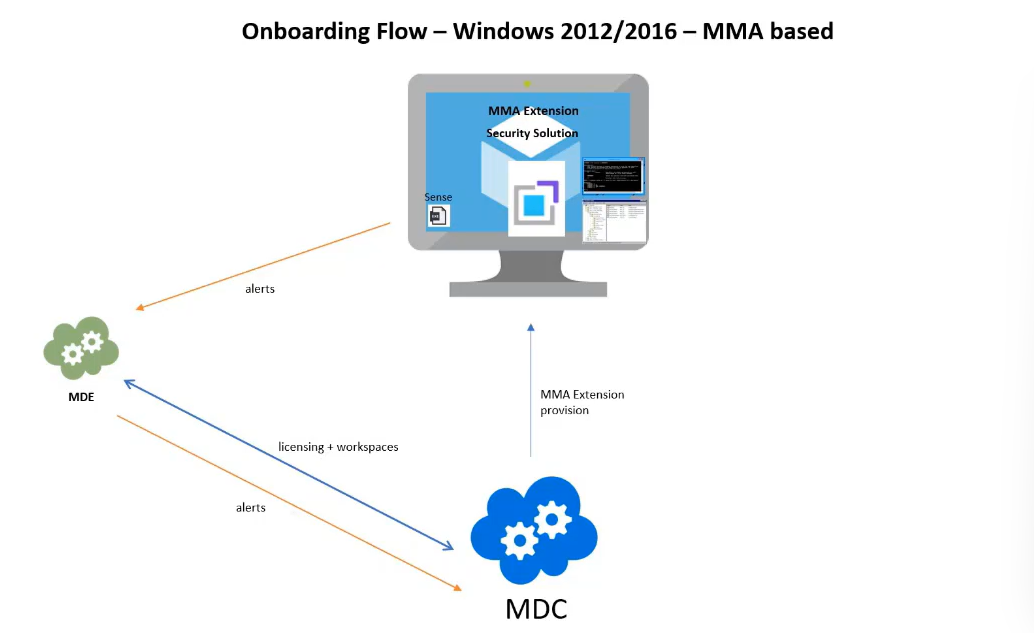 Onboarding Flow – Windows 2012/2016 – MMA based
MMA Extension
Security Solution
Sense
alerts
MDE
MMA Extension
provision
licensing + workspaces
alerts
MDC